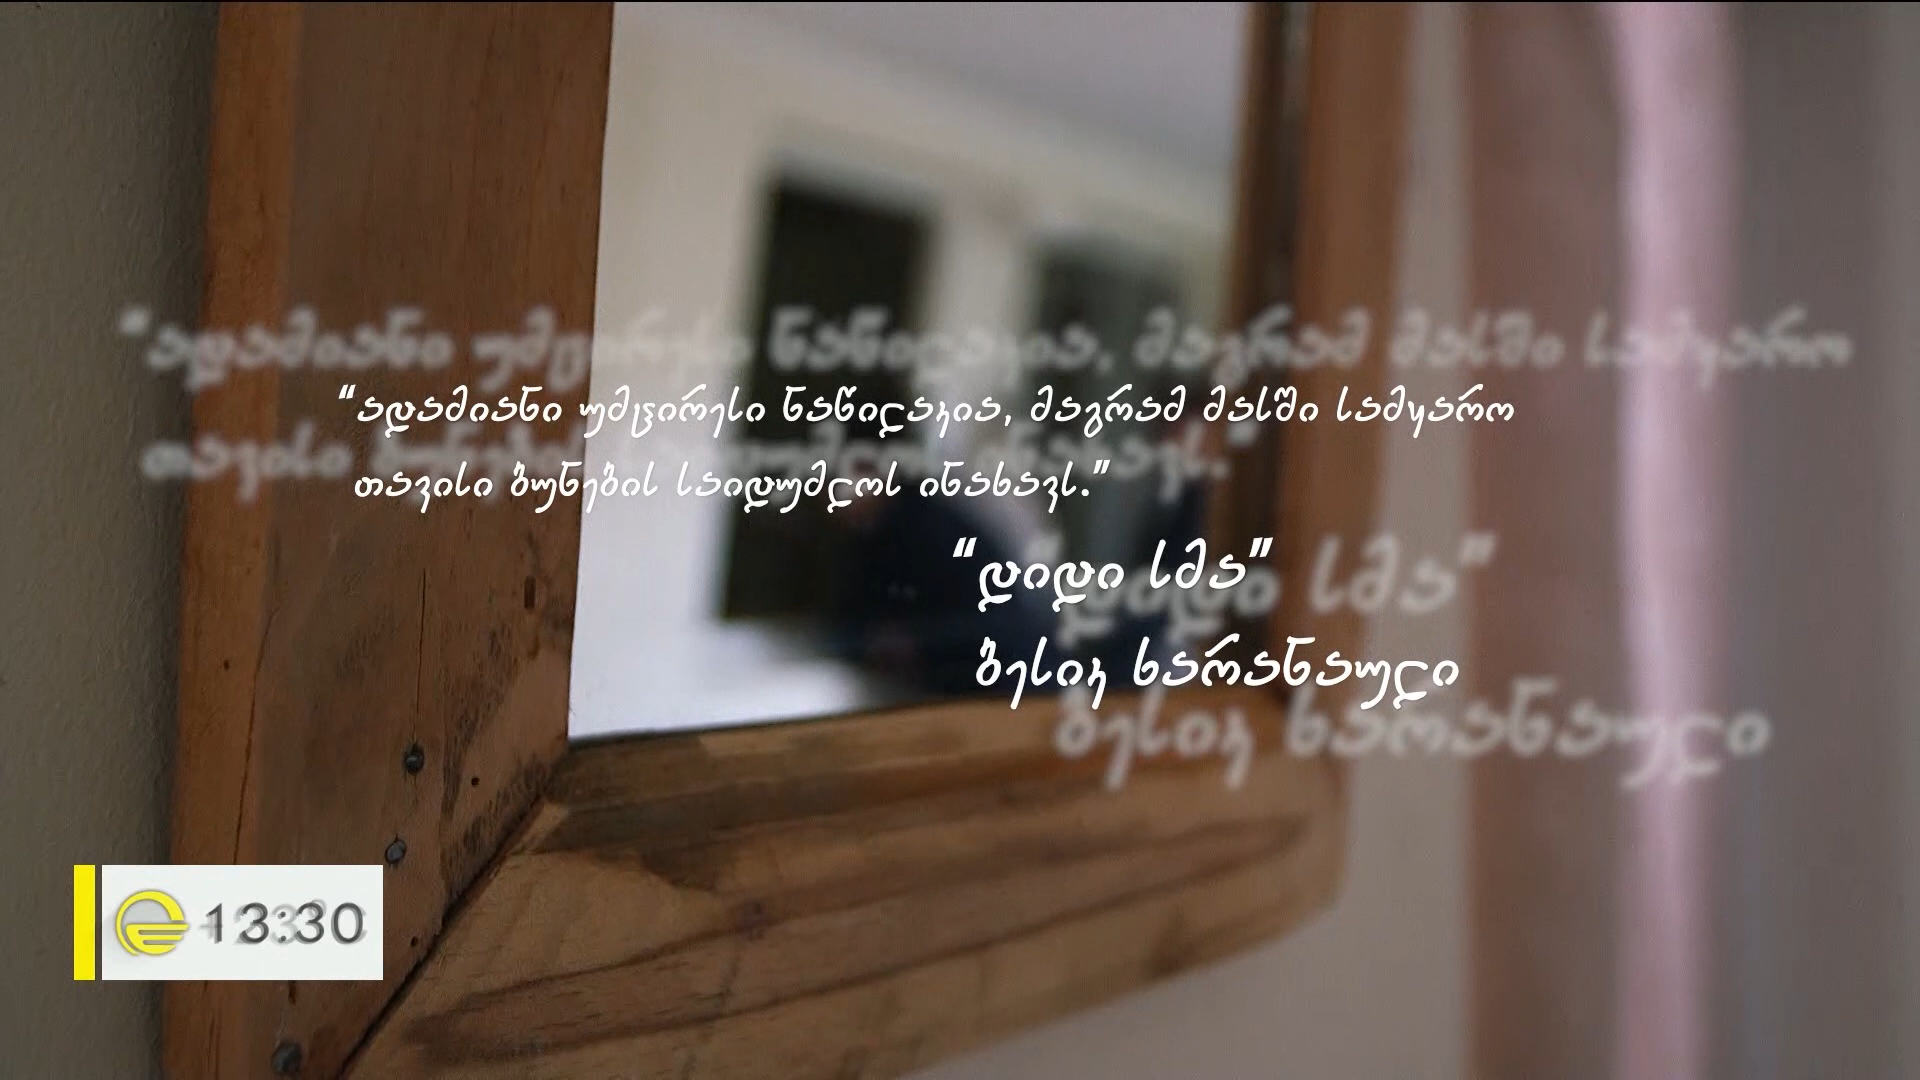 “ადამიანი უმცირესი ნაწილაკია, მაგრამ მასში სამყარო
თავისი ბუნების საიდუმლოს ინახავს.”
“დიდი სმა”
ბესიკ ხარანაული
13:30